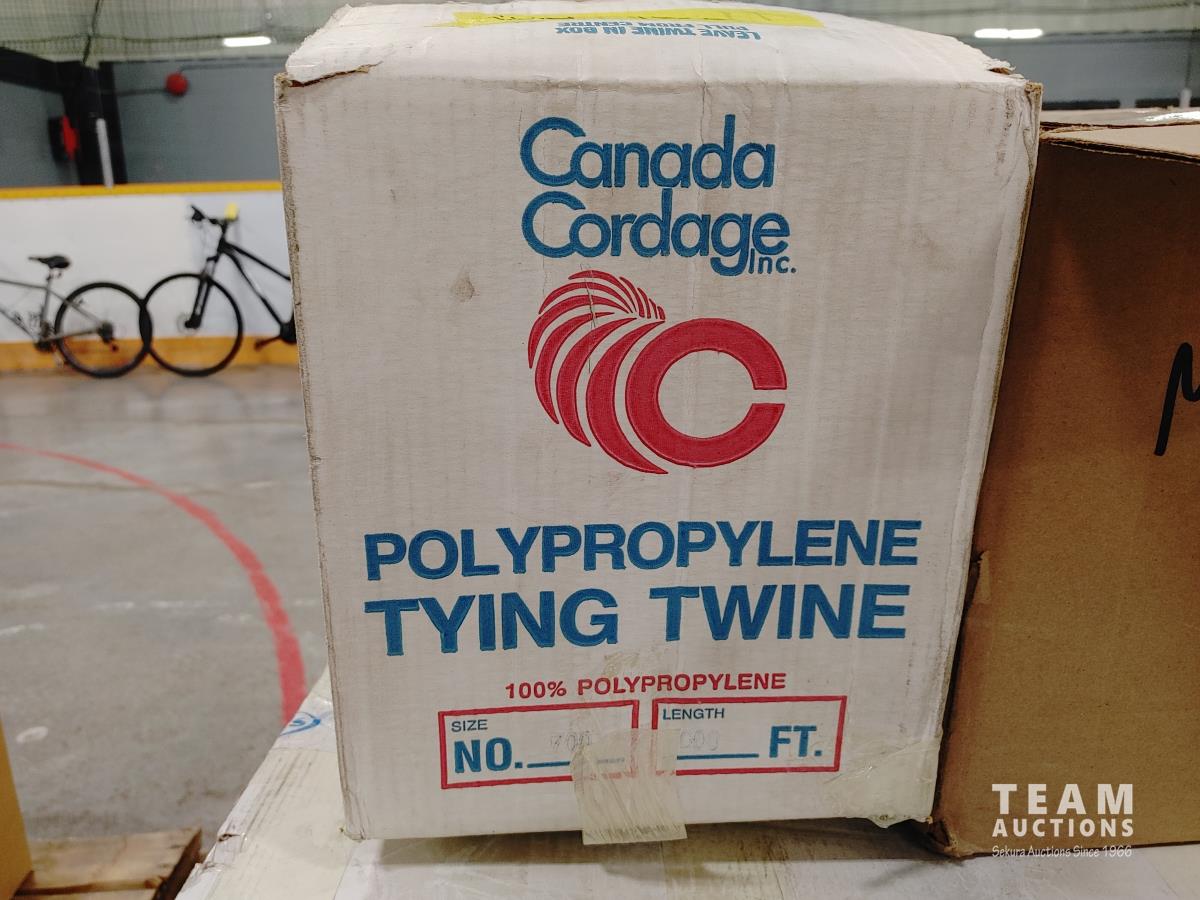 LEAVE TWINE IN BOX
PULL FROM CENTRE
Canada
Cordage
Inc.
POLYPROPYLENE
TYING TWINE
100% POLYPROPYLENE
SIZE
NO.
LENGTH
FT.
TEAM
AUCTIONS
Sekura Auctions Since 1966